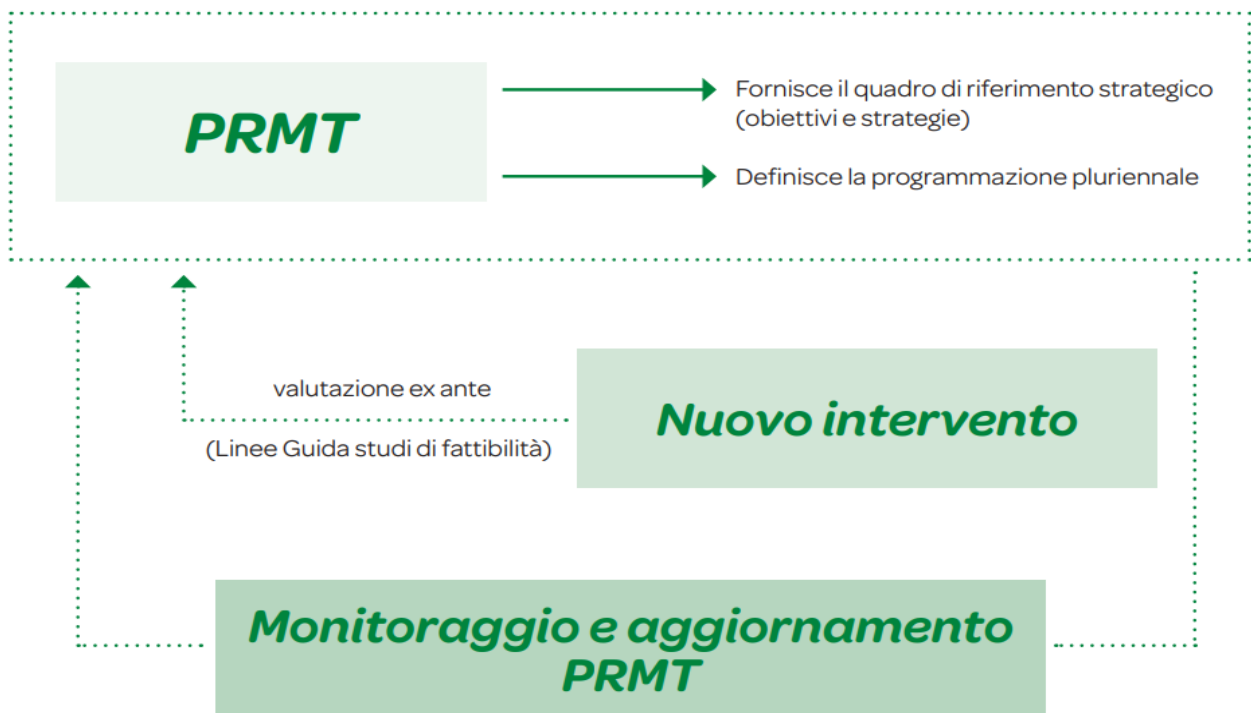 PRMT
Fornisce il quadro di riferimento strategico
(obiettivi e strategie)
Definisce la programmazione pluriennale
valutazione ex ante
(Linee Guida studi di fattibilità)
Nuovo intervento
Monitoraggio e aggiornamento
PRMT